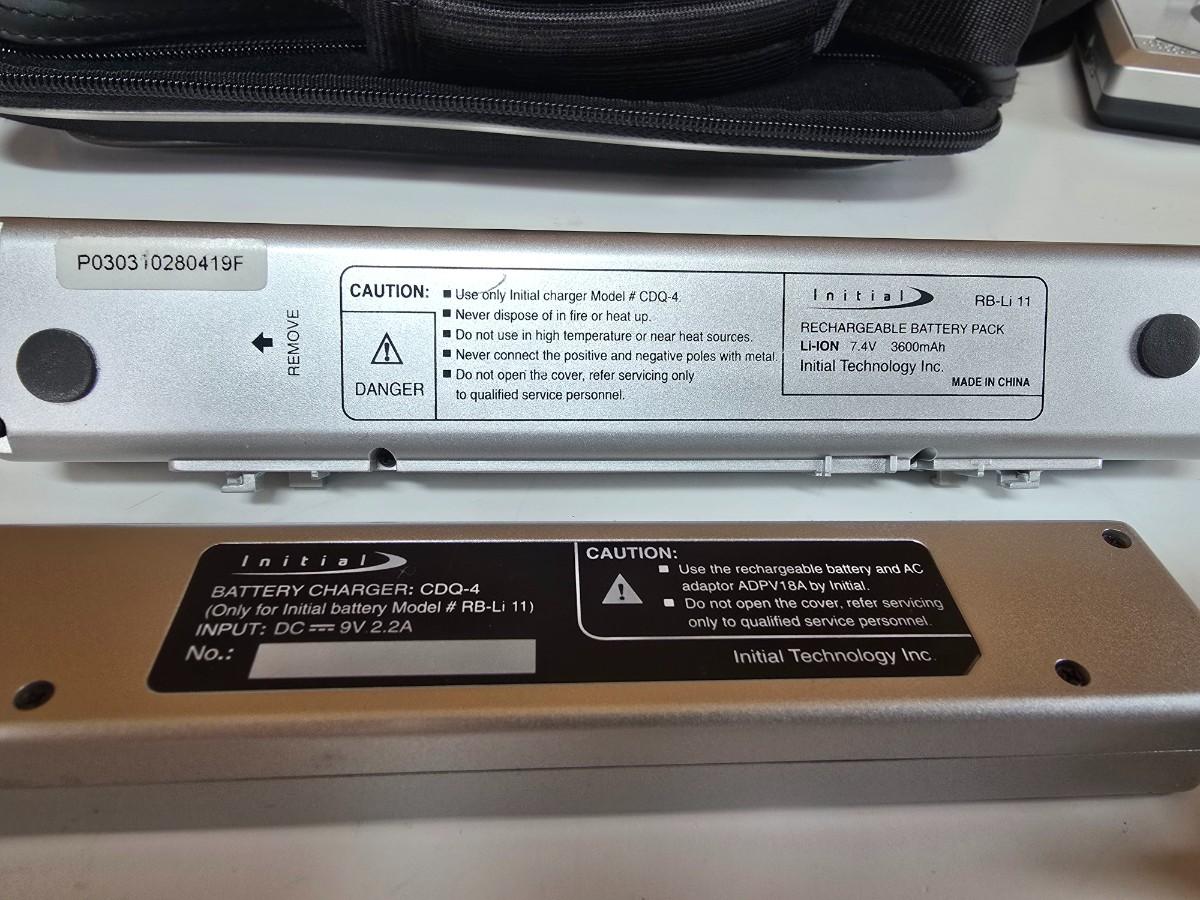 P030310280419F
REMOVE
CAUTION:
DANGER
■ Use only Initial charger Model # CDQ-4.
■ Never dispose of in fire or heat up.
■ Do not use in high temperature or near heat sources.
■ Never connect the positive and negative poles with metal.
■ Do not open the cover, refer servicing only
to qualified service personnel.
Initial
RB-Li 11
RECHARGEABLE BATTERY PACK
Li-ION 7.4V 3600mAh
Initial Technology Inc.
MADE IN CHINA
Initial
BATTERY CHARGER: CDQ-4
(Only for Initial battery Model # RB-Li 11)
INPUT: DC ⎓ 9V 2.2A
No.:
CAUTION:
■ Use the rechargeable battery and AC
adaptor ADPV18A by Initial.
■ Do not open the cover, refer servicing
only to qualified service personnel.
Initial Technology Inc.